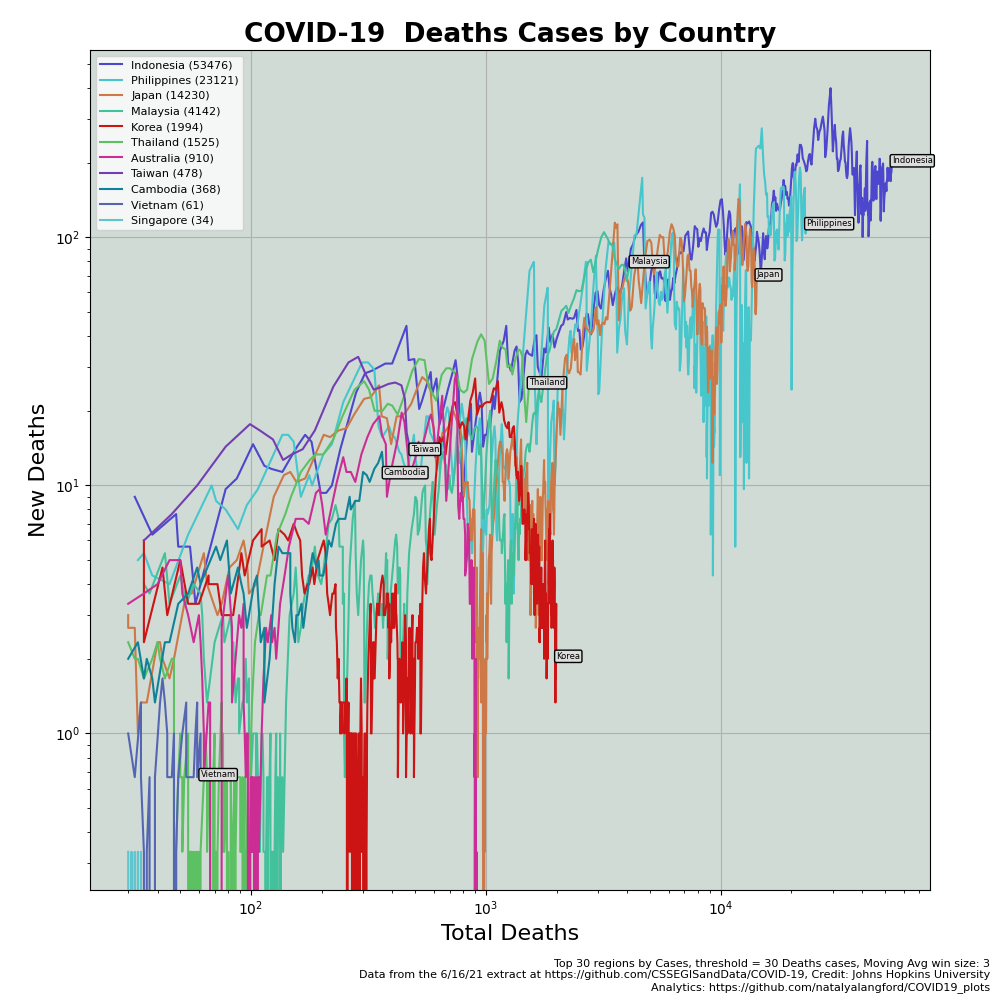 COVID-19  Deaths Cases by Country
Indonesia (53476)
Philippines (23121)
Japan (14230)
Malaysia (4142)
Korea (1994)
Thailand (1525)
Australia (910)
Taiwan (478)
Cambodia (368)
Vietnam (61)
Singapore (34)
Indonesia
Philippines
Malaysia
Japan
Thailand
Taiwan
Cambodia
Korea
Vietnam
New Deaths
10²
10¹
10⁰
10²
10³
10⁴
Total Deaths
Top 30 regions by Cases, threshold = 30 Deaths cases, Moving Avg win size: 3
Data from the 6/16/21 extract at https://github.com/CSSEGISandData/COVID-19, Credit: Johns Hopkins University
Analytics: https://github.com/natalyalangford/COVID19_plots